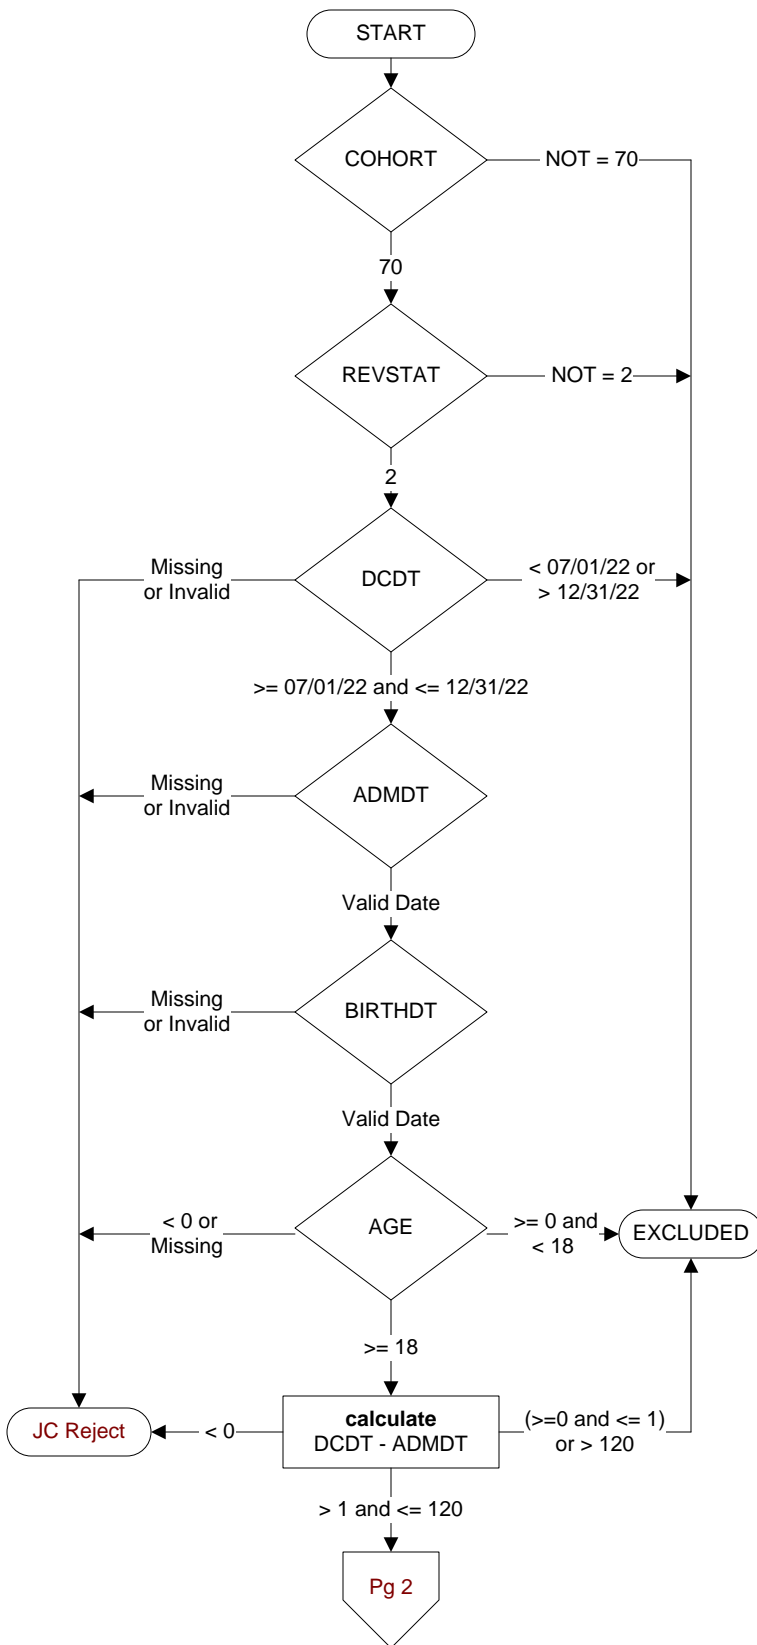 START
COHORT
NOT = 70
70
REVSTAT
NOT = 2
2
Missing
or Invalid
DCDT
< 07/01/22 or
> 12/31/22
>= 07/01/22 and <= 12/31/22
Missing
or Invalid
ADMDT
Valid Date
Missing
or Invalid
BIRTHDT
Valid Date
< 0 or
Missing
AGE
>= 0 and
< 18
EXCLUDED
>= 18
JC Reject
< 0
calculate
DCDT - ADMDT
(>=0 and <= 1)
or > 120
> 1 and <= 120
Pg 2